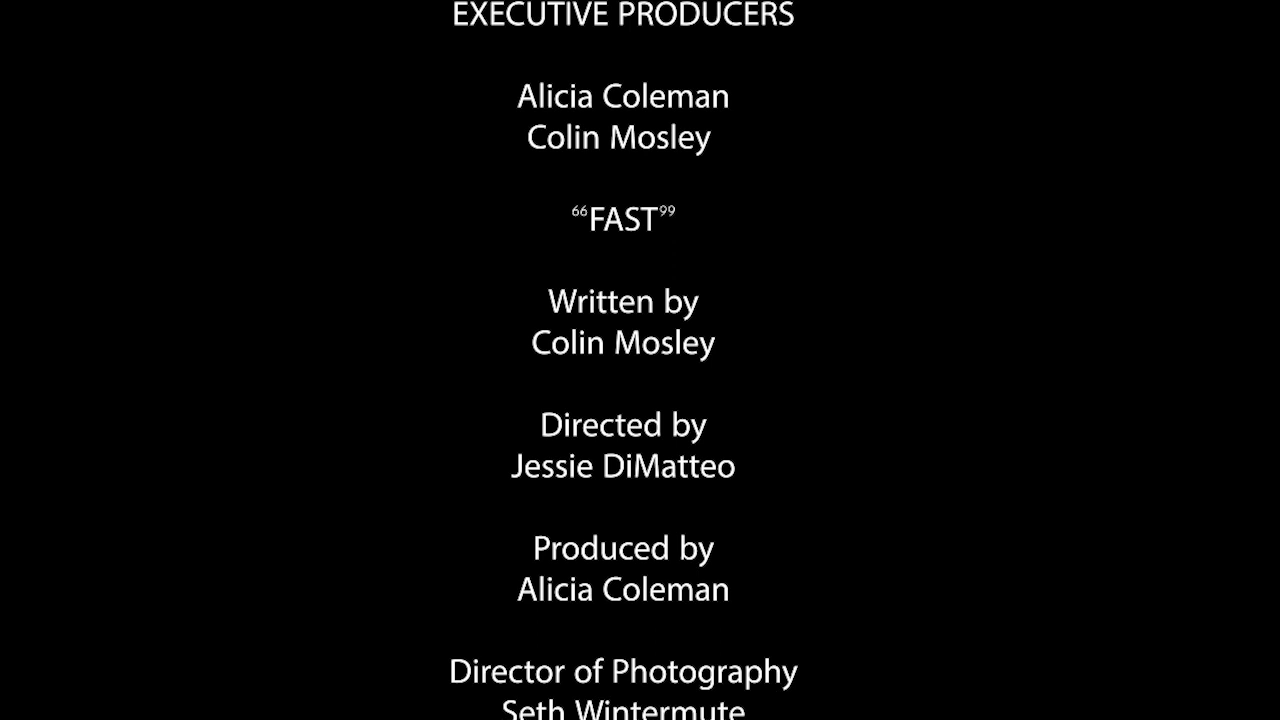 EXECUTIVE PRODUCERS
Alicia Coleman
Colin Mosley
“FAST”
Written by
Colin Mosley
Directed by
Jessie DiMatteo
Produced by
Alicia Coleman
Director of Photography
Seth Wintermute